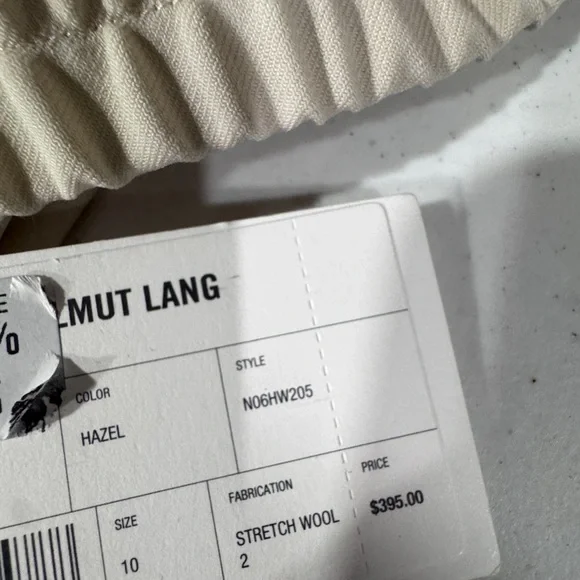 E
%
LMUT LANG
COLOR
HAZEL
STYLE
N06HW205
SIZE
10
FABRICATION
STRETCH WOOL
2
PRICE
$395.00